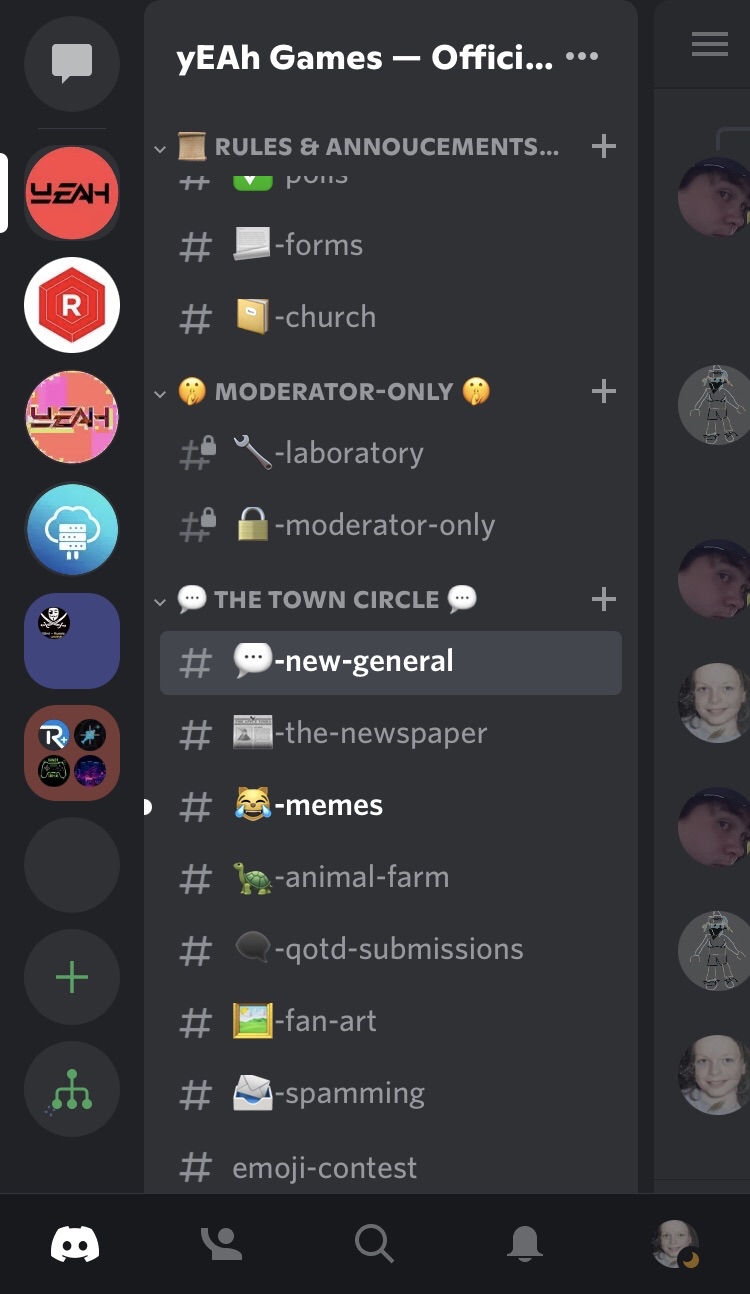 yEAh Games — Offici...
RULES & ANNOUCEMENTS...
polls
-forms
-church
MODERATOR-ONLY
-laboratory
-moderator-only
THE TOWN CIRCLE
-new-general
-the-newspaper
-memes
-animal-farm
-qotd-submissions
-fan-art
-spamming
emoji-contest
YEAH
R
YEAH
R+